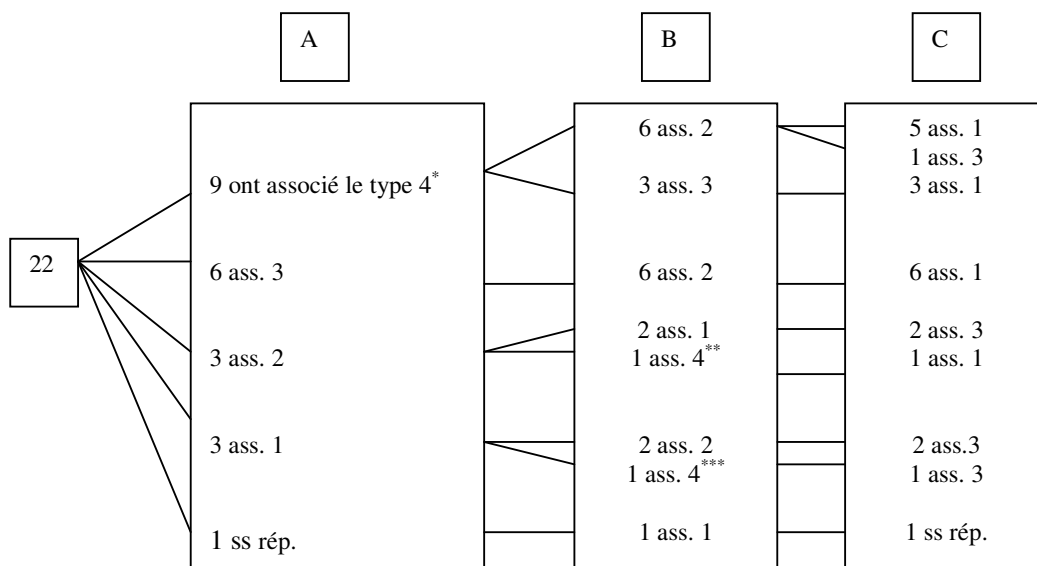 A B C
6 ass. 2 5 ass. 1
1 ass. 3
9 ont associé le type 4* 3 ass. 3 3 ass. 1
22 6 ass. 3 6 ass. 2 6 ass. 1
2 ass. 1 2 ass. 3
3 ass. 2 1 ass. 4** 1 ass. 1
3 ass. 1 2 ass. 2 2 ass.3
1 ass. 4*** 1 ass. 3
1 ss rép. 1 ass. 1 1 ss rép.